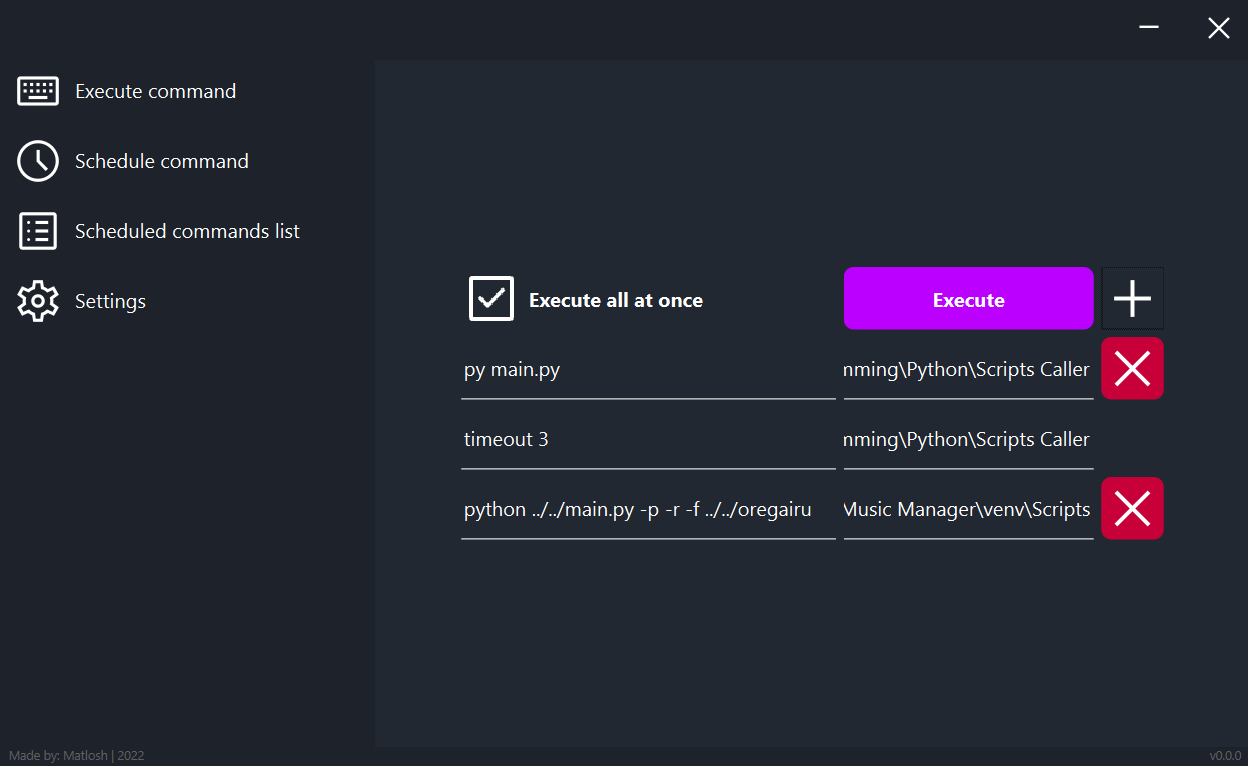 Execute command
Schedule command
Scheduled commands list
Settings
Execute all at once
Execute
py main.py
nming\Python\Scripts Caller
timeout 3
nming\Python\Scripts Caller
python ../../main.py -p -r -f ../../oregairu
Music Manager\venv\Scripts
Made by: Matlosh | 2022
v0.0.0